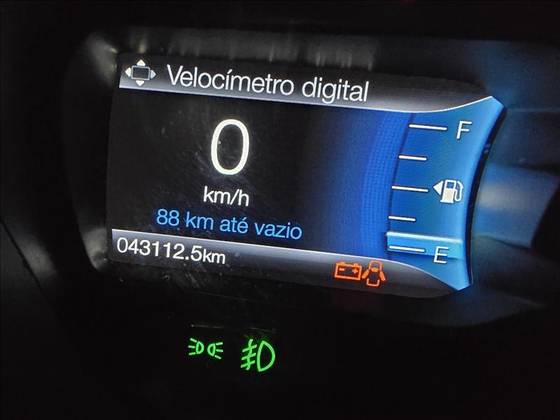 Velocímetro digital
0
km/h
88 km até vazio
043112.5km
F
E